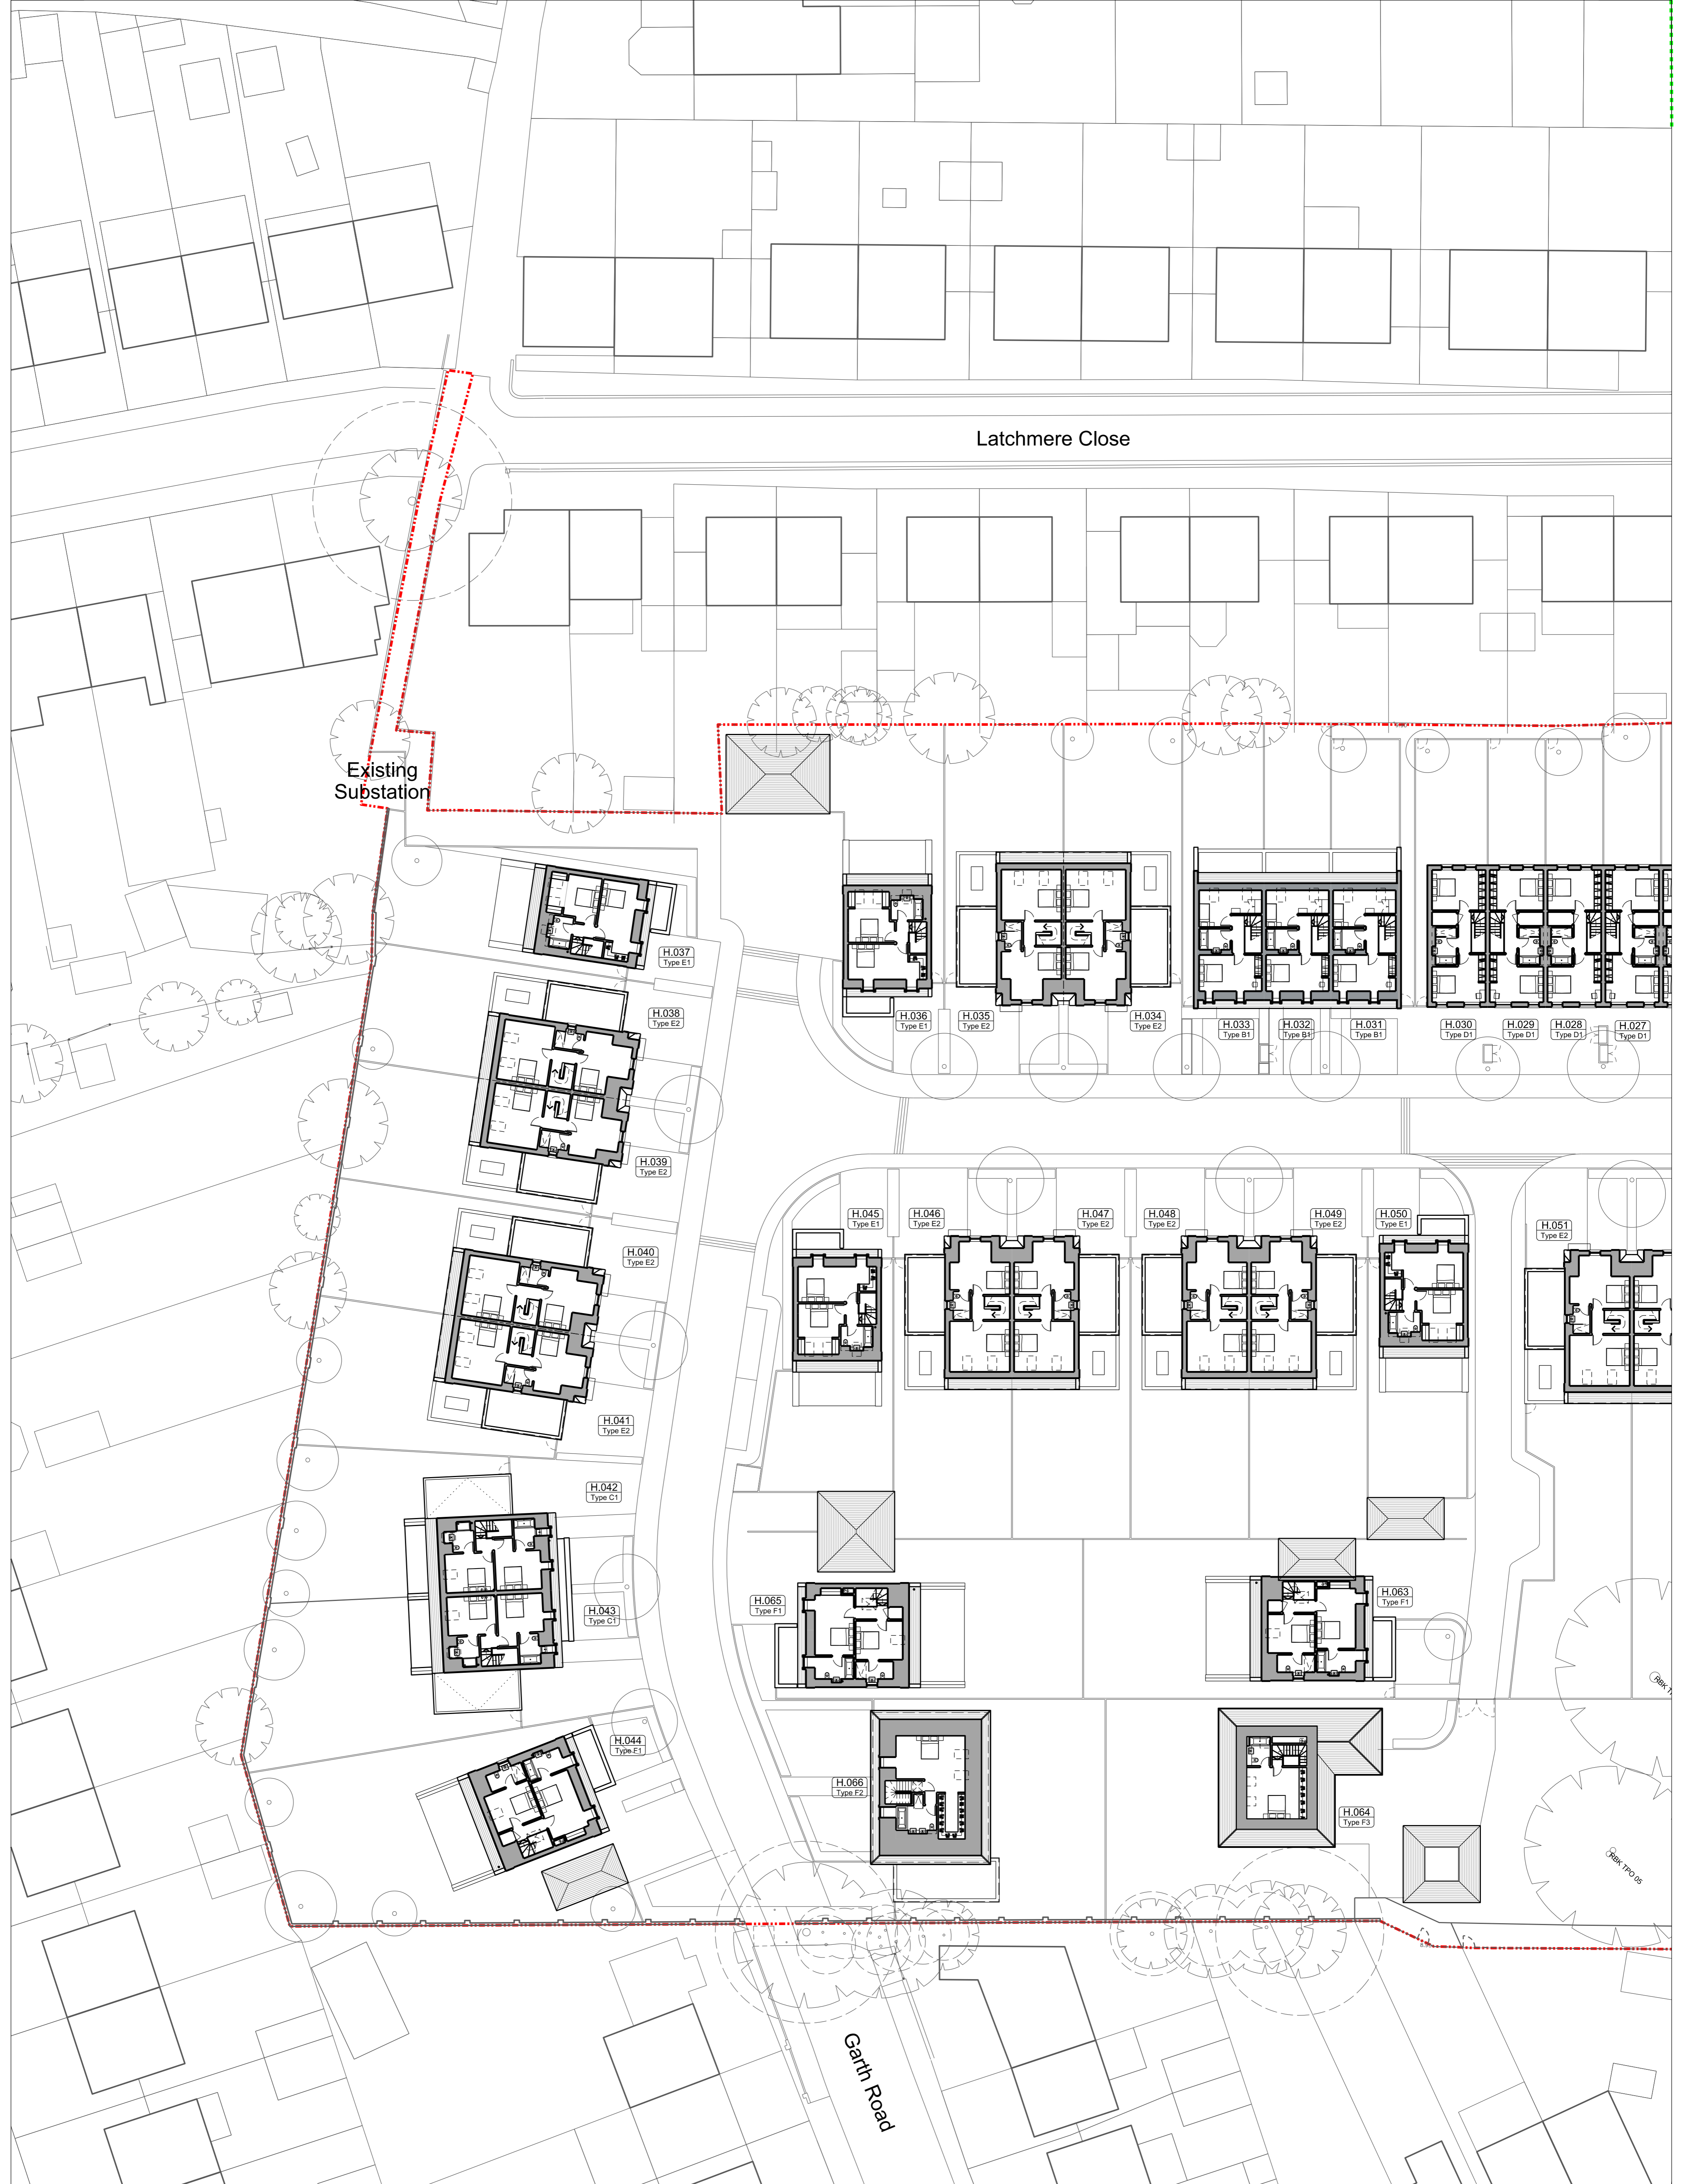 Latchmere Close
Existing
Substation
H.037
Type E1
H.038
Type E2
H.036
Type E1
H.035
Type E2
H.034
Type E2
H.033
Type B1
H.032
Type B1
H.031
Type B1
H.030
Type D1
H.029
Type D1
H.028
Type D1
H.027
Type D1
H.039
Type E2
H.045
Type E1
H.046
Type E2
H.047
Type E2
H.048
Type E2
H.049
Type E2
H.050
Type E1
H.051
Type E2
H.040
Type E2
H.041
Type E2
H.042
Type C1
H.043
Type C1
H.065
Type F1
H.063
Type F1
RBK
H.044
Type F1
H.066
Type F2
H.064
Type F3
RBK TPO 05
Garth Road